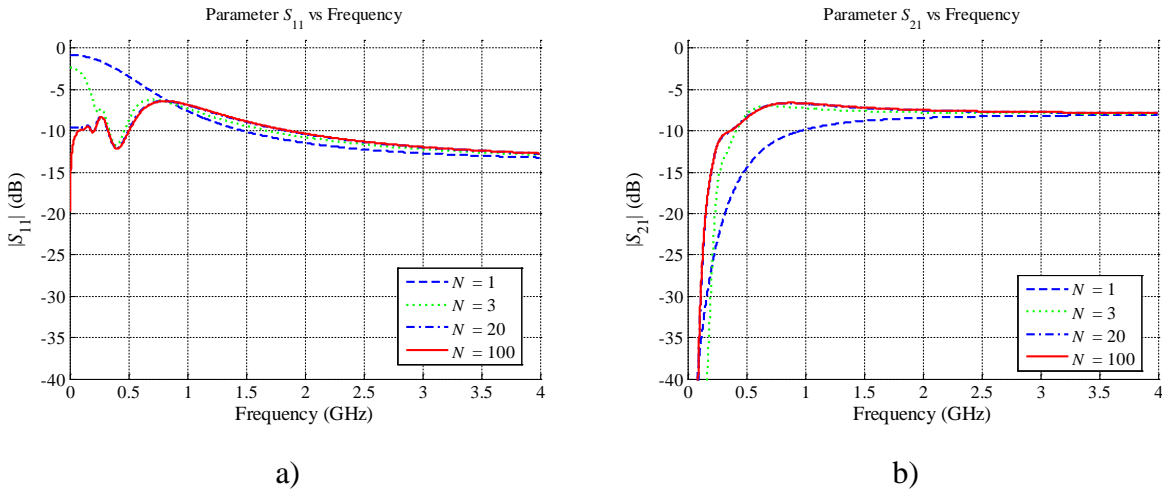 Parameter S11 vs Frequency
0
-5
-10
-15
-20
-25
-30
-35
-40
|S11| (dB)
N = 1
N = 3
N = 20
N = 100
0 0.5 1 1.5 2 2.5 3 3.5 4
Frequency (GHz)
a)
Parameter S21 vs Frequency
0
-5
-10
-15
-20
-25
-30
-35
-40
|S21| (dB)
N = 1
N = 3
N = 20
N = 100
0 0.5 1 1.5 2 2.5 3 3.5 4
Frequency (GHz)
b)